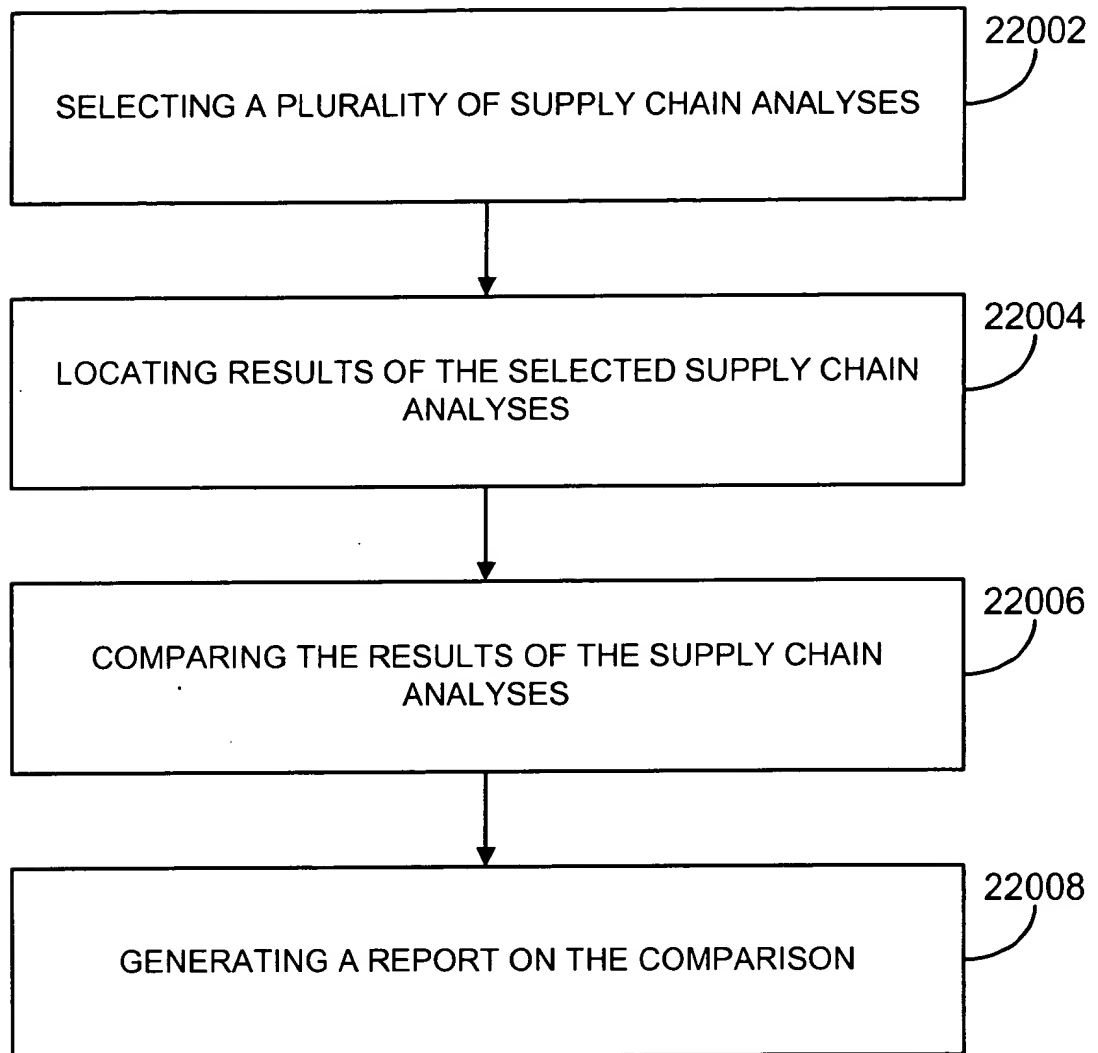 22002
SELECTING A PLURALITY OF SUPPLY CHAIN ANALYSES
22004
LOCATING RESULTS OF THE SELECTED SUPPLY CHAIN
ANALYSES
22006
COMPARING THE RESULTS OF THE SUPPLY CHAIN
ANALYSES
22008
GENERATING A REPORT ON THE COMPARISON